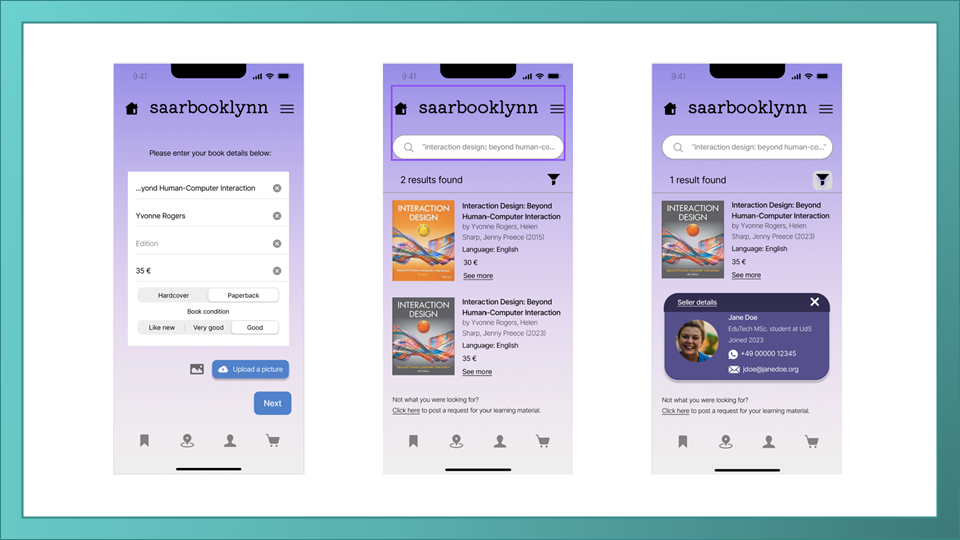 9:41
saarbooklynn
Please enter your book details below:
...yond Human-Computer Interaction
Yvonne Rogers
Edition
35 €
Hardcover Paperback
Book condition
Like new Very good Good
Upload a picture
Next
9:41
saarbooklynn
"interaction design: beyond human-co...
2 results found
INTERACTION
DESIGN
Interaction Design: Beyond
Human-Computer Interaction
by Yvonne Rogers, Helen
Sharp, Jenny Preece (2015)
Language: English
30 €
See more
INTERACTION
DESIGN
Interaction Design: Beyond
Human-Computer Interaction
by Yvonne Rogers, Helen
Sharp, Jenny Preece (2023)
Language: English
35 €
See more
Not what you were looking for?
Click here to post a request for your learning material.
9:41
saarbooklynn
"interaction design: beyond human-co..."
1 result found
INTERACTION
DESIGN
Interaction Design: Beyond
Human-Computer Interaction
by Yvonne Rogers, Helen
Sharp, Jenny Preece (2023)
Language: English
35 €
See more
Seller details
Jane Doe
EduTech MSc. student at UdS
Joined 2023
+49 00000 12345
jdoe@janedoe.org
Not what you were looking for?
Click here to post a request for your learning material.